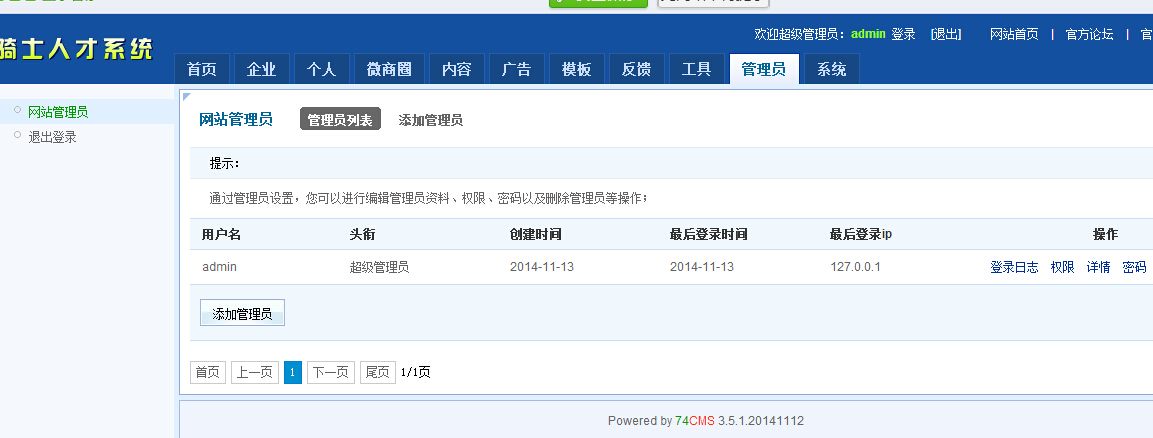 欢迎超级管理员：admin 登录 [退出] 网站首页 | 官方论坛 | 官
骑士人才系统
首页 企业 个人 微商圈 内容 广告 模板 反馈 工具 管理员 系统
网站管理员
退出登录
网站管理员 管理员列表 添加管理员
提示：
通过管理员设置，您可以进行编辑管理员资料、权限、密码以及删除管理员等操作；
用户名 头衔 创建时间 最后登录时间 最后登录ip 操作
admin 超级管理员 2014-11-13 2014-11-13 127.0.0.1 登录日志 权限 详情 密码
添加管理员
首页 上一页 1 下一页 尾页 1/1页
Powered by 74CMS 3.5.1.20141112